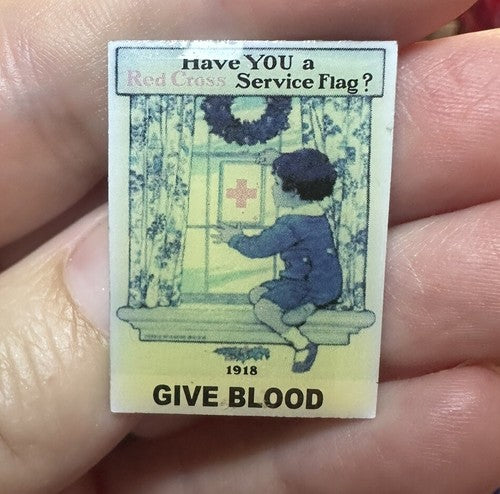 Have YOU a
Red Cross Service Flag?
1918
GIVE BLOOD